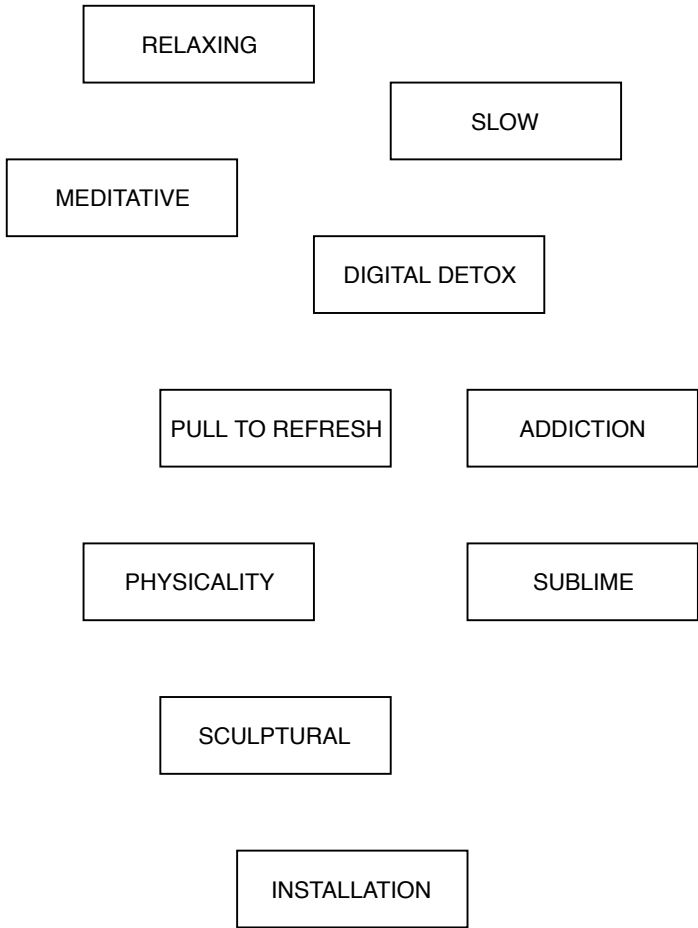 RELAXING
SLOW
MEDITATIVE
DIGITAL DETOX
PULL TO REFRESH
ADDICTION
PHYSICALITY
SUBLIME
SCULPTURAL
INSTALLATION